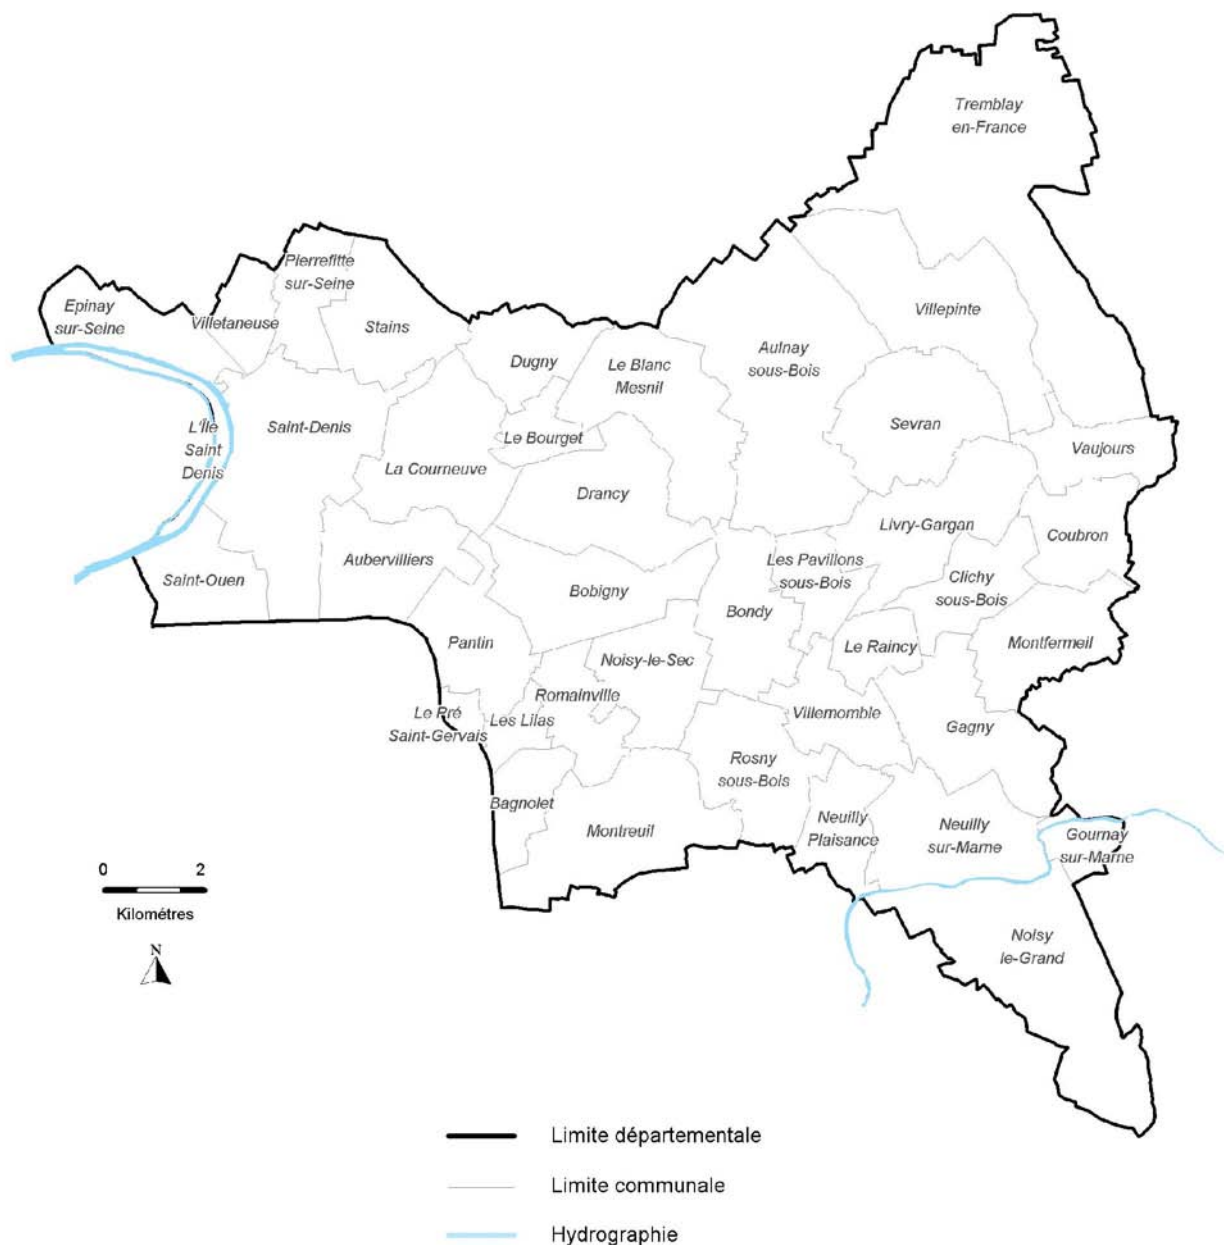 Tremblay
en-France
Pierrefitte
sur-Seine
Epinay
sur-Seine
Villetaneuse
Stains
Villepinte
Dugny
Le Blanc
Mesnil
Aulnay
sous-Bois
L'Île
Saint
Denis
Saint-Denis
Le Bourget
Sevran
Vaujours
La Courneuve
Drancy
Livry-Gargan
Coubron
Aubervilliers
Les Pavillons
sous-Bois
Saint-Ouen
Bobigny
Clichy
sous-Bois
Bondy
Pantin
Noisy-le-Sec
Le Raincy
Montfermeil
Romainville
Le Pré
Saint-Gervais
Les Lilas
Villemomble
Gagny
Rosny
sous-Bois
Bagnolet
Montreuil
Neuilly
Plaisance
Neuilly
sur-Marne
Gournay
sur-Marne
0 2
Kilométres
N
Noisy
le-Grand
Limite départementale
Limite communale
Hydrographie